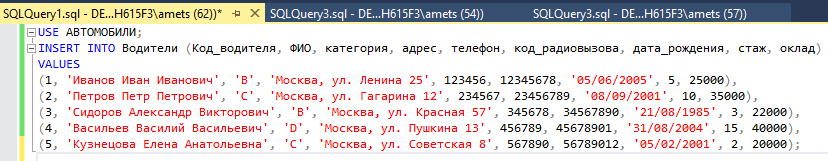 SQLQuery1.sql - DE...H615F3\amets (62))* SQLQuery3.sql - DE...H615F3\amets (54)) SQLQuery3.sql - DE...H615F3\amets (57))
USE АВТОМОБИЛИ;
INSERT INTO Водители (Код_водителя, ФИО, категория, адрес, телефон, код_радиовызова, дата_рождения, стаж, оклад)
VALUES
(1, 'Иванов Иван Иванович', 'B', 'Москва, ул. Ленина 25', 123456, 12345678, '05/06/2005', 5, 25000),
(2, 'Петров Петр Петрович', 'C', 'Москва, ул. Гагарина 12', 234567, 23456789, '08/09/2001', 10, 35000),
(3, 'Сидоров Александр Викторович', 'B', 'Москва, ул. Красная 57', 345678, 34567890, '21/08/1985', 3, 22000),
(4, 'Васильев Василий Васильевич', 'D', 'Москва, ул. Пушкина 13', 456789, 45678901, '31/08/2004', 15, 40000),
(5, 'Кузнецова Елена Анатольевна', 'C', 'Москва, ул. Советская 8', 567890, 56789012, '05/02/2001', 2, 20000);